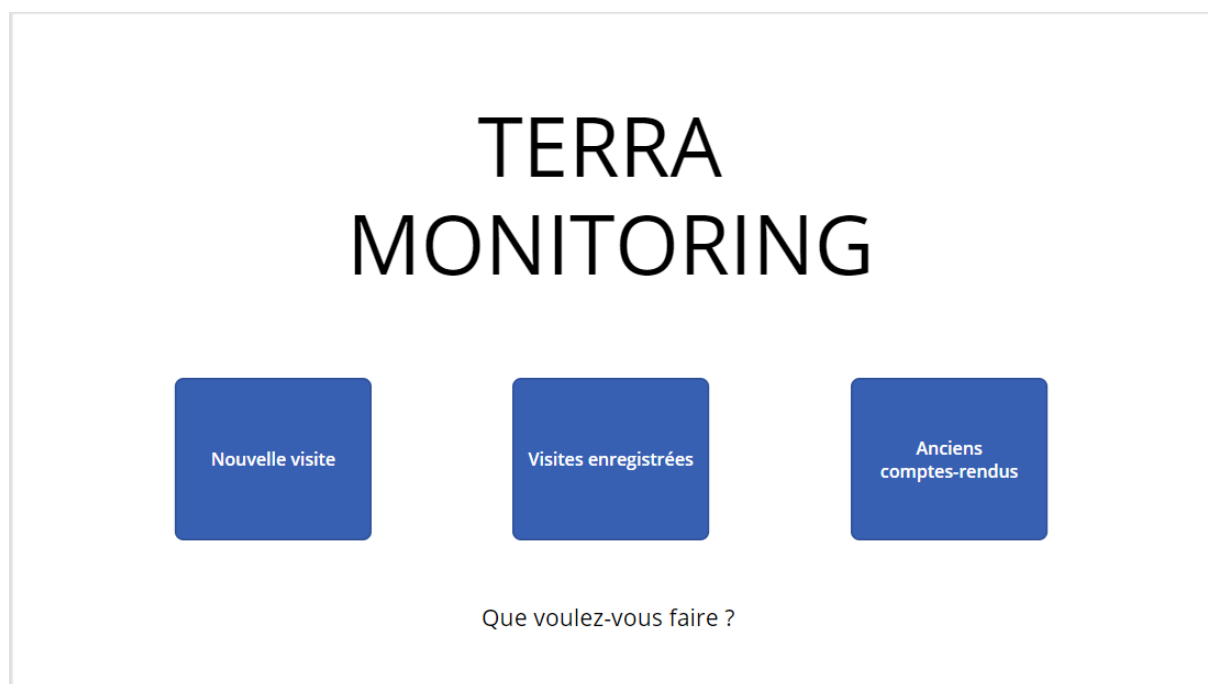 TERRA
MONITORING
Nouvelle visite
Visites enregistrées
Anciens
comptes-rendus
Que voulez-vous faire ?